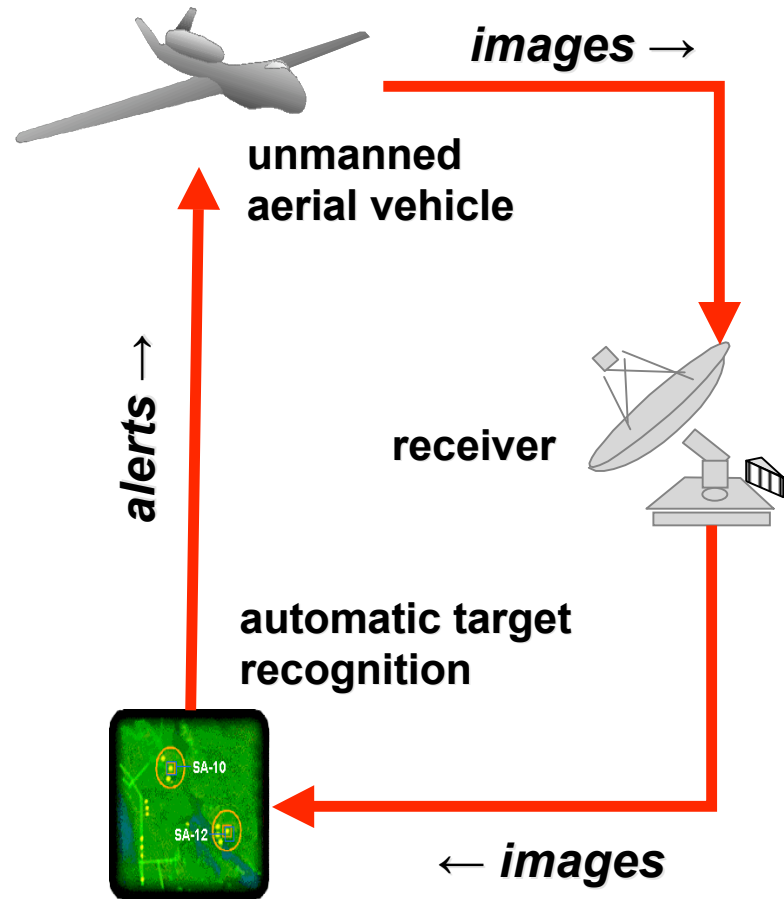 images →
unmanned
aerial vehicle
alerts →
receiver
automatic target
recognition
SA-10
SA-12
← images